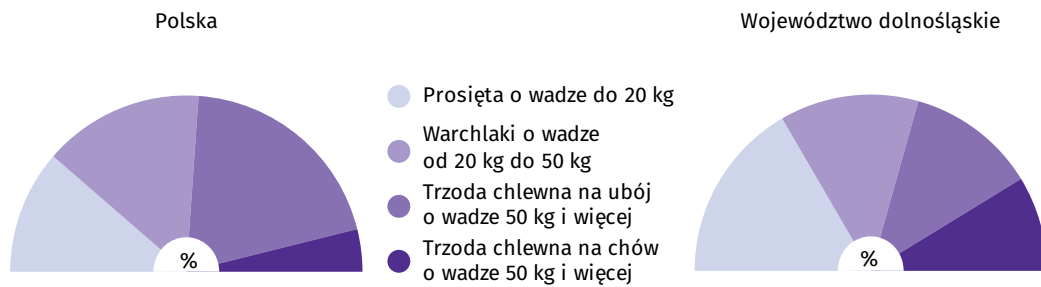 Polska
Województwo dolnośląskie
Prosięta o wadze do 20 kg
Warchlaki o wadze
od 20 kg do 50 kg
Trzoda chlewna na ubój
o wadze 50 kg i więcej
Trzoda chlewna na chów
o wadze 50 kg i więcej
%
%